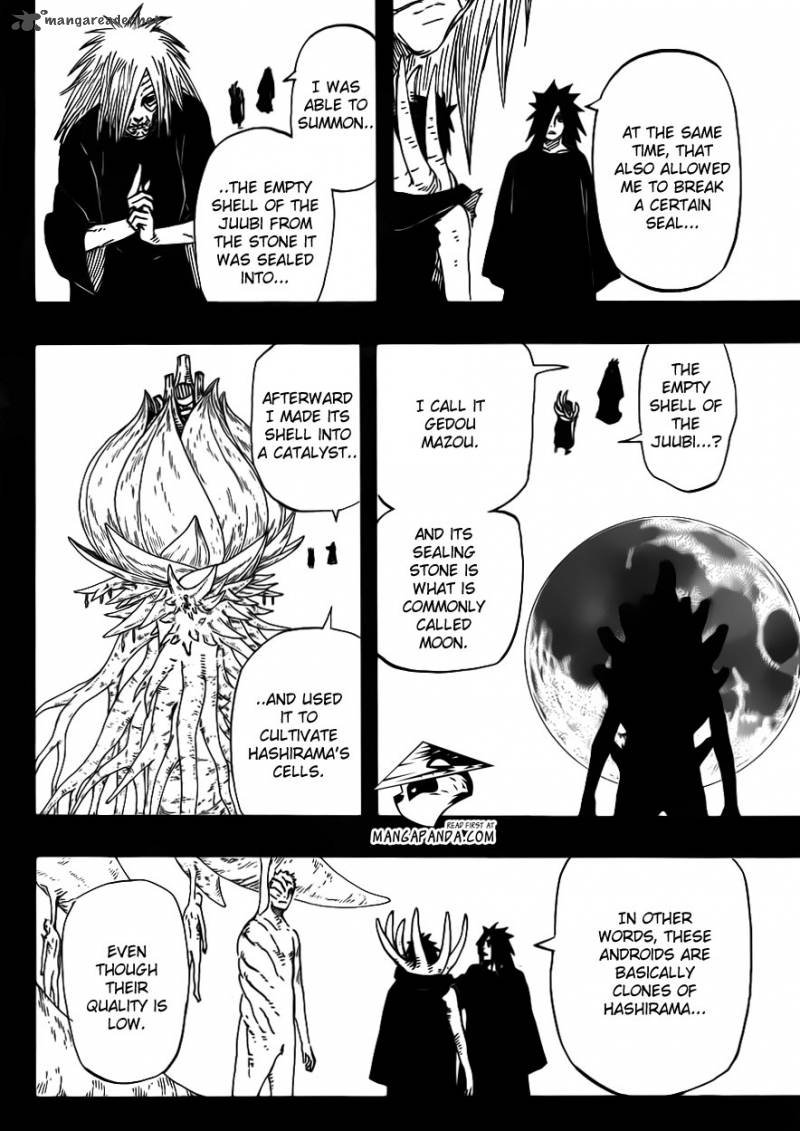 mangareader.net
AT THE SAME
TIME, THAT
ALSO ALLOWED
ME TO BREAK
A CERTAIN
SEAL...
I WAS
ABLE TO
SUMMON..
..THE EMPTY
SHELL OF THE
JUUBI FROM
THE STONE IT
WAS SEALED
INTO...
THE
EMPTY
SHELL OF
THE
JUUBI...?
I CALL IT
GEDOU
MAZOU.
AND ITS
SEALING
STONE IS
WHAT IS
COMMONLY
CALLED
MOON.
AFTERWARD
I MADE ITS
SHELL INTO
A CATALYST..
..AND USED
IT TO
CULTIVATE
HASHIRAMA'S
CELLS.
READ FIRST AT
MANGAPANDA.COM
IN OTHER
WORDS, THESE
ANDROIDS ARE
BASICALLY
CLONES OF
HASHIRAMA...
EVEN
THOUGH
THEIR
QUALITY IS
LOW.